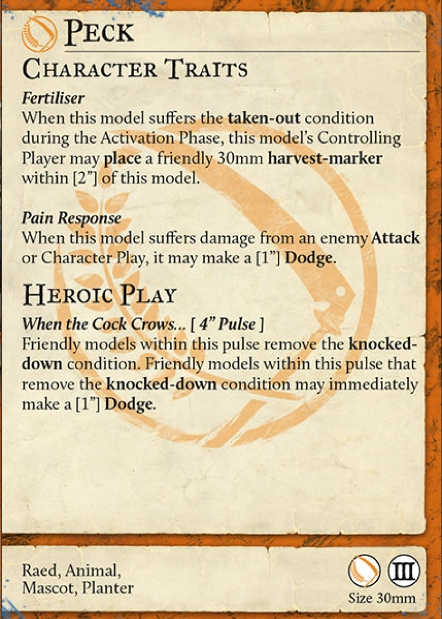 Peck
Character Traits
Fertiliser
When this model suffers the taken-out condition
during the Activation Phase, this model's Controlling
Player may place a friendly 30mm harvest-marker
within [2”] of this model.
Pain Response
When this model suffers damage from an enemy Attack
or Character Play, it may make a [1”] Dodge.
Heroic Play
When the Cock Crows... [ 4” Pulse ]
Friendly models within this pulse remove the knocked-
down condition. Friendly models within this pulse that
remove the knocked-down condition may immediately
make a [1”] Dodge.
Raed, Animal,
Mascot, Planter
III
Size 30mm